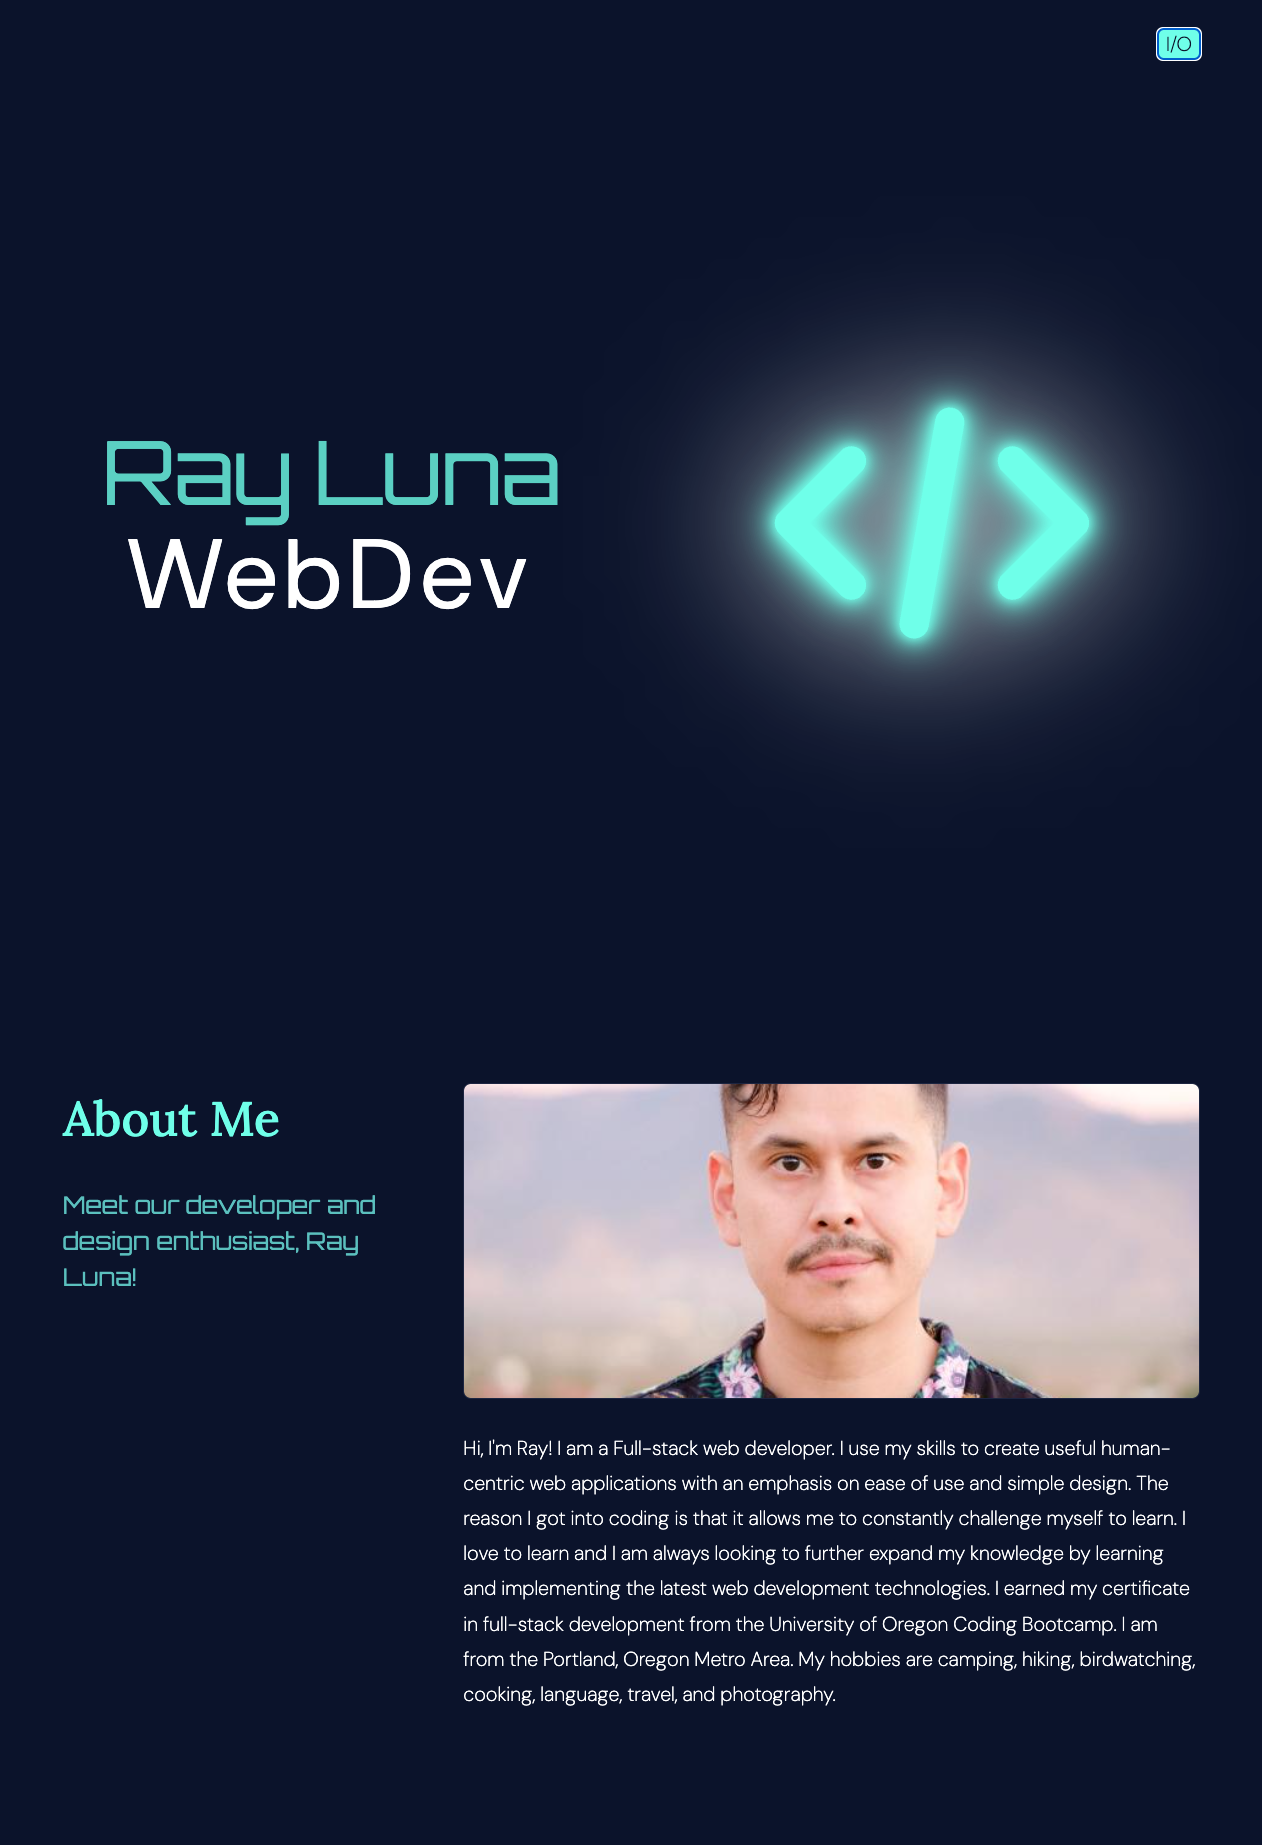 I/O
Ray Luna
WebDev
About Me
Meet our developer and
design enthusiast, Ray
Luna!
Hi, I'm Ray! I am a Full-stack web developer. I use my skills to create useful human-
centric web applications with an emphasis on ease of use and simple design. The
reason I got into coding is that it allows me to constantly challenge myself to learn. I
love to learn and I am always looking to further expand my knowledge by learning
and implementing the latest web development technologies. I earned my certificate
in full-stack development from the University of Oregon Coding Bootcamp. I am
from the Portland, Oregon Metro Area. My hobbies are camping, hiking, birdwatching,
cooking, language, travel, and photography.